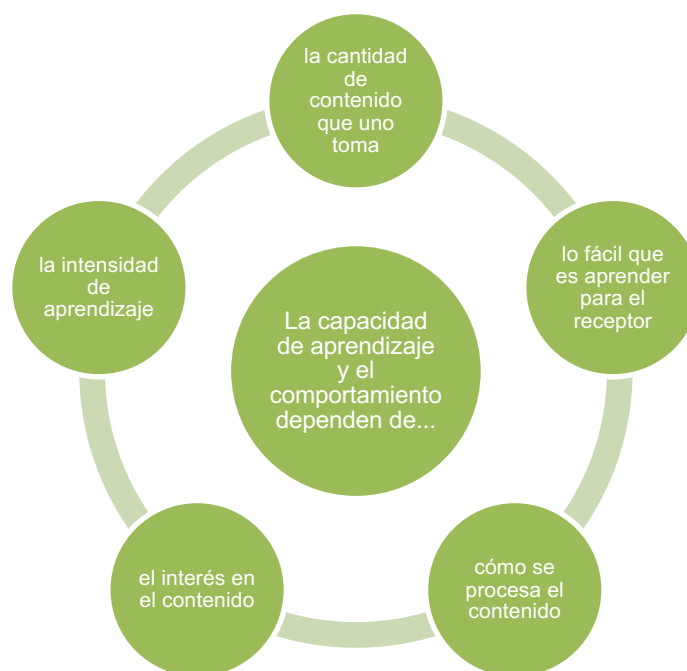 la cantidad
de
contenido
que uno
toma
lo fácil que
es aprender
para el
receptor
cómo se
procesa el
contenido
el interés en
el contenido
la intensidad
de
aprendizaje
La capacidad
de aprendizaje
y el
comportamiento
dependen de...